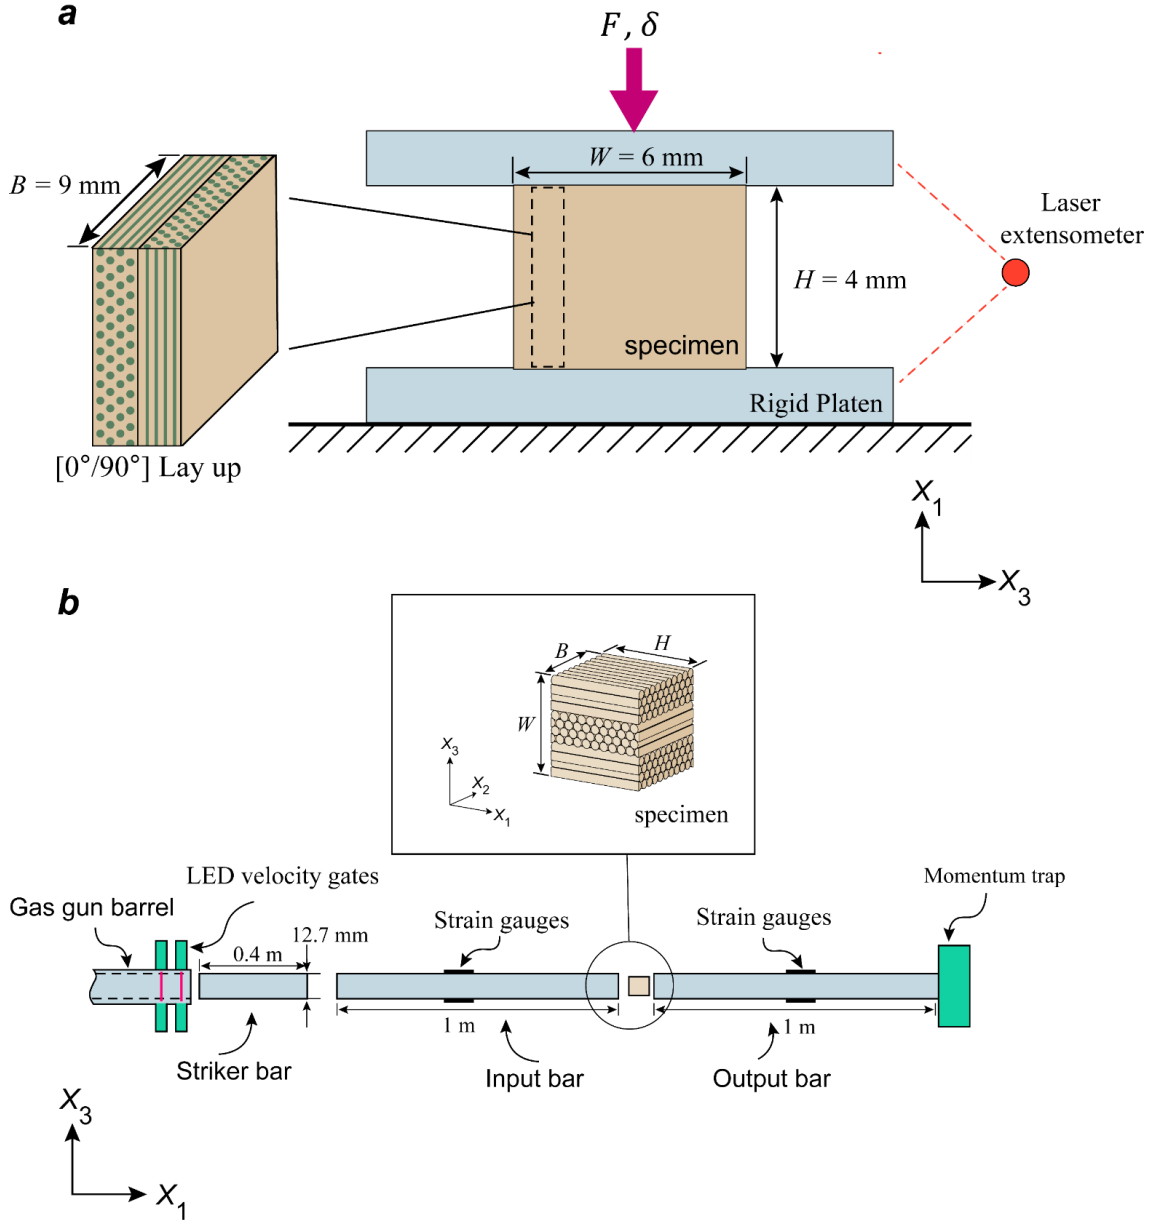 a
F, δ
B = 9 mm
W = 6 mm
Laser
extensometer
H = 4 mm
specimen
Rigid Platen
[0°/90°] Lay up
X1
X3
b
B
H
W
X3
X2
X1
specimen
LED velocity gates
Momentum trap
Gas gun barrel
Strain gauges
Strain gauges
12.7 mm
0.4 m
1 m
1 m
Striker bar
Input bar
Output bar
X3
X1